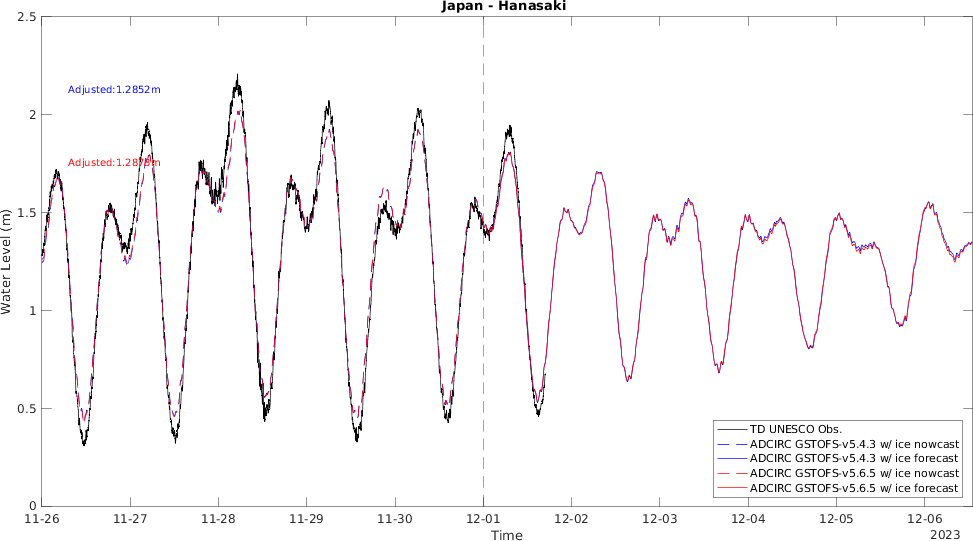 Japan - Hanasaki
2.5
2
1.5
1
0.5
0
Water Level (m)
Adjusted:1.2852m
TD UNESCO Obs.
ADCIRC GSTOFS-v5.4.3 w/ ice nowcast
ADCIRC GSTOFS-v5.4.3 w/ ice forecast
ADCIRC GSTOFS-v5.6.5 w/ ice nowcast
ADCIRC GSTOFS-v5.6.5 w/ ice forecast
11-26 11-27 11-28 11-29 11-30 12-01 12-02 12-03 12-04 12-05 12-06
Time
2023